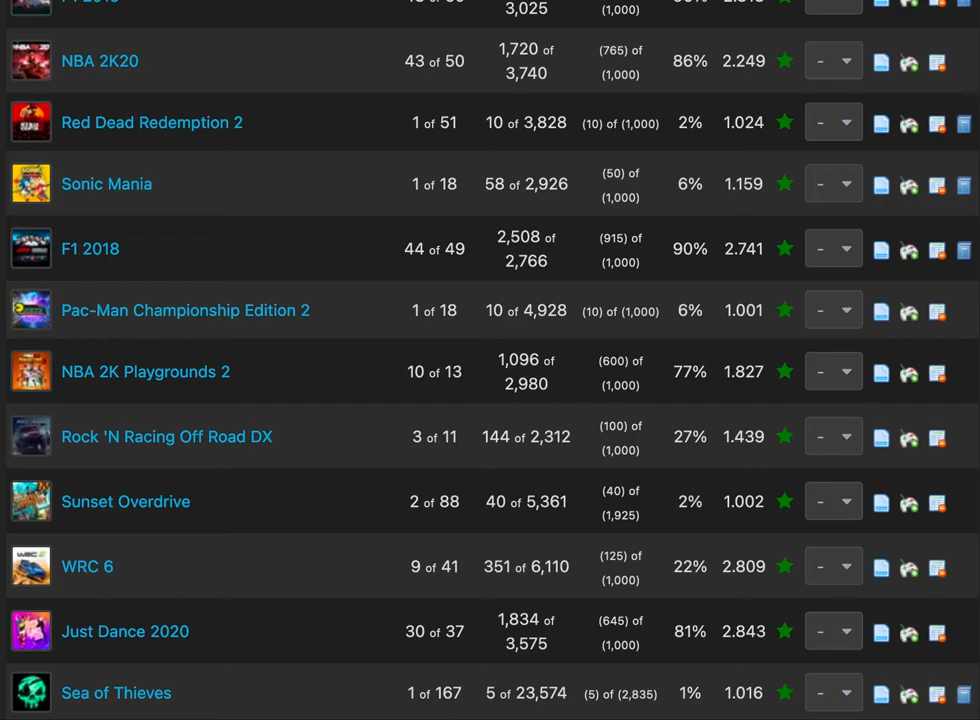 3,025
(1,000)
NBA 2K20 43 of 50 1,720 of 3,740 (765) of (1,000) 86% 2.249 -
Red Dead Redemption 2 1 of 51 10 of 3,828 (10) of (1,000) 2% 1.024 -
Sonic Mania 1 of 18 58 of 2,926 (50) of (1,000) 6% 1.159 -
F1 2018 44 of 49 2,508 of 2,766 (915) of (1,000) 90% 2.741 -
Pac-Man Championship Edition 2 1 of 18 10 of 4,928 (10) of (1,000) 6% 1.001 -
NBA 2K Playgrounds 2 10 of 13 1,096 of 2,980 (600) of (1,000) 77% 1.827 -
Rock 'N Racing Off Road DX 3 of 11 144 of 2,312 (100) of (1,000) 27% 1.439 -
Sunset Overdrive 2 of 88 40 of 5,361 (40) of (1,925) 2% 1.002 -
WRC 6 9 of 41 351 of 6,110 (125) of (1,000) 22% 2.809 -
Just Dance 2020 30 of 37 1,834 of 3,575 (645) of (1,000) 81% 2.843 -
Sea of Thieves 1 of 167 5 of 23,574 (5) of (2,835) 1% 1.016 -